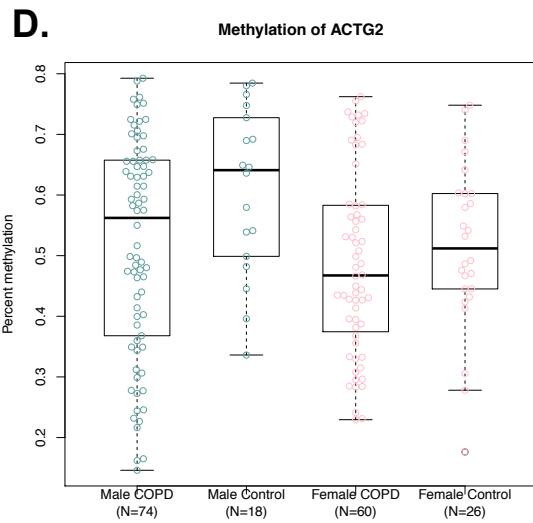 D.
Methylation of ACTG2
Percent methylation
0.8
0.7
0.6
0.5
0.4
0.3
0.2
Male COPD Male Control Female COPD Female Control
(N=74) (N=18) (N=60) (N=26)